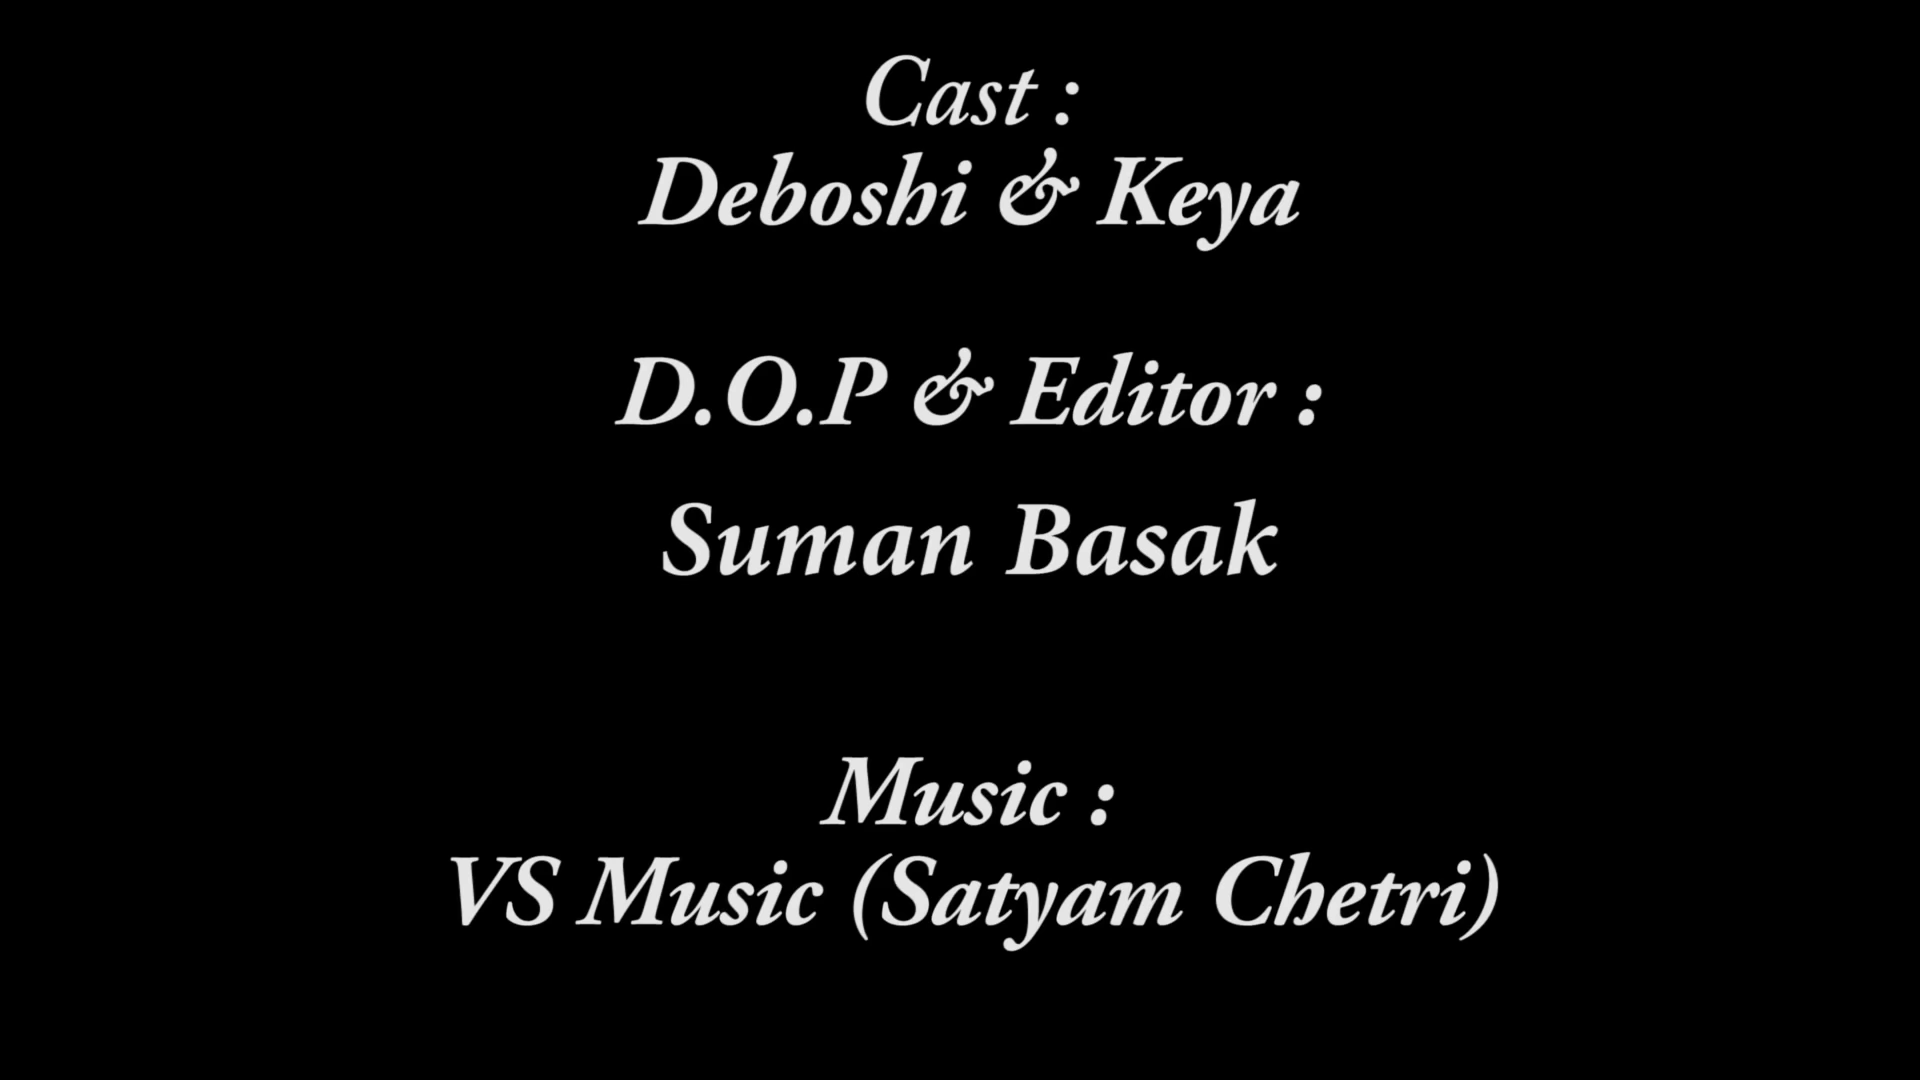 Cast :
Deboshi & Keya
D.O.P & Editor :
Suman Basak
Music :
VS Music (Satyam Chetri)